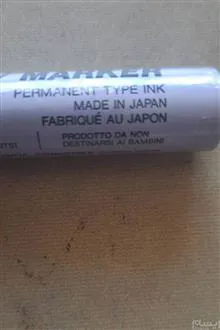 MARKER
PERMANENT TYPE INK
MADE IN JAPAN
FABRIQUÉ AU JAPON
PRODOTTO DA NON
DESTINARSI AI BAMBINI